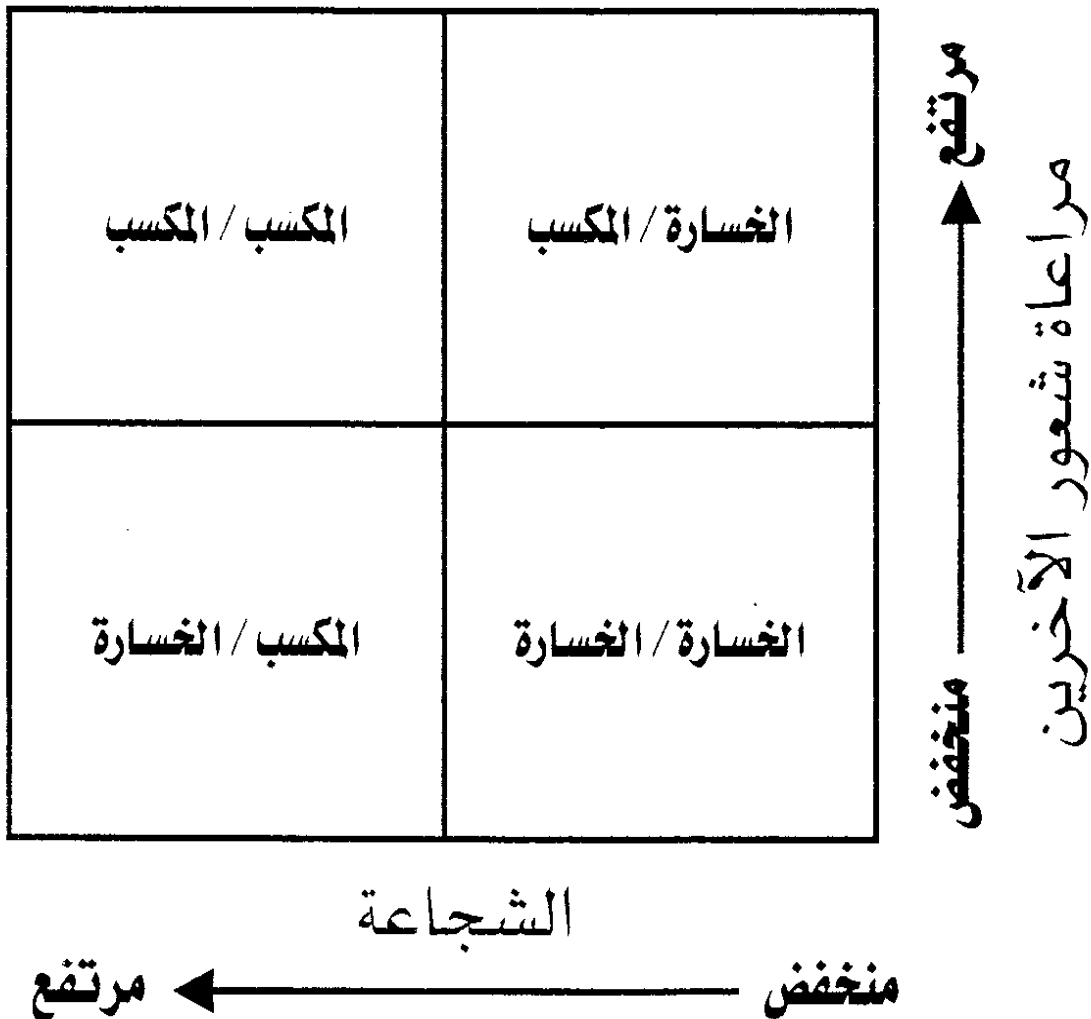 مرتفع
مراعاة شعور الآخرين
منخفض
الخسارة / المكسب
المكسب / المكسب
الخسارة / الخسارة
المكسب / الخسارة
الشجاعة
منخفض
مرتفع